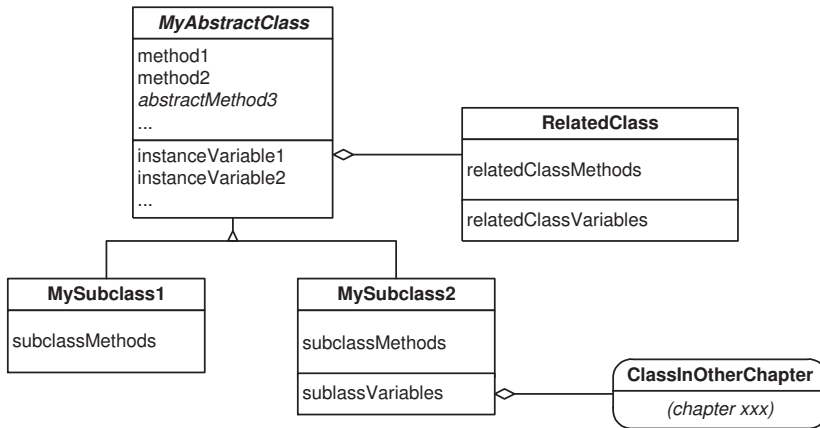 MyAbstractClass
method1
method2
abstractMethod3
...
instanceVariable1
instanceVariable2
...
RelatedClass
relatedClassMethods
relatedClassVariables
MySubclass1
subclassMethods
MySubclass2
subclassMethods
sublassVariables
ClassInOtherChapter
(chapter xxx)